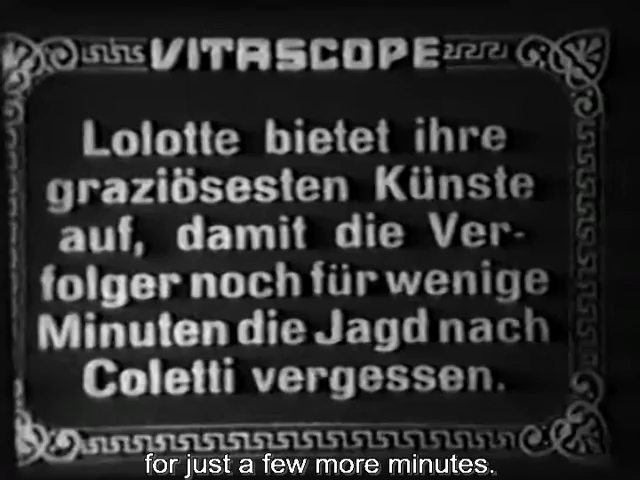 VITASCOPE
Lolotte bietet ihre
graziösesten Künste
auf, damit die Ver-
folger noch für wenige
Minuten die Jagd nach
Coletti vergessen.
for just a few more minutes.